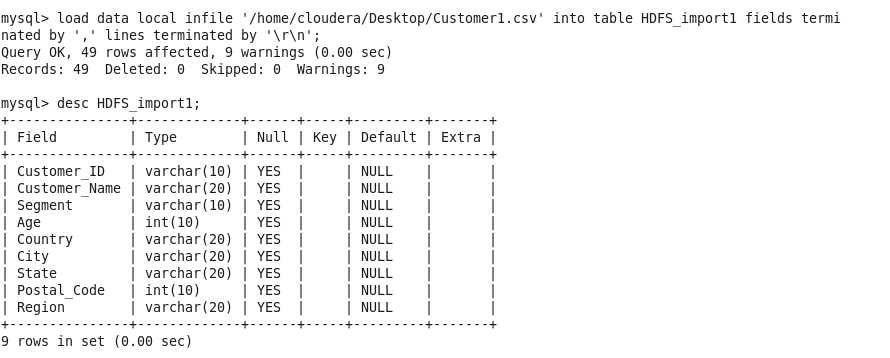 mysql> load data local infile '/home/cloudera/Desktop/Customer1.csv' into table HDFS_import1 fields termi
nated by ',' lines terminated by '\r\n';
Query OK, 49 rows affected, 9 warnings (0.00 sec)
Records: 49  Deleted: 0  Skipped: 0  Warnings: 9

mysql> desc HDFS_import1;
+---------------+-------------+------+-----+---------+-------+
| Field         | Type        | Null | Key | Default | Extra |
+---------------+-------------+------+-----+---------+-------+
| Customer_ID   | varchar(10) | YES  |     | NULL    |       |
| Customer_Name | varchar(20) | YES  |     | NULL    |       |
| Segment       | varchar(10) | YES  |     | NULL    |       |
| Age           | int(10)     | YES  |     | NULL    |       |
| Country       | varchar(20) | YES  |     | NULL    |       |
| City          | varchar(20) | YES  |     | NULL    |       |
| State         | varchar(20) | YES  |     | NULL    |       |
| Postal_Code   | int(10)     | YES  |     | NULL    |       |
| Region        | varchar(20) | YES  |     | NULL    |       |
+---------------+-------------+------+-----+---------+-------+
9 rows in set (0.00 sec)